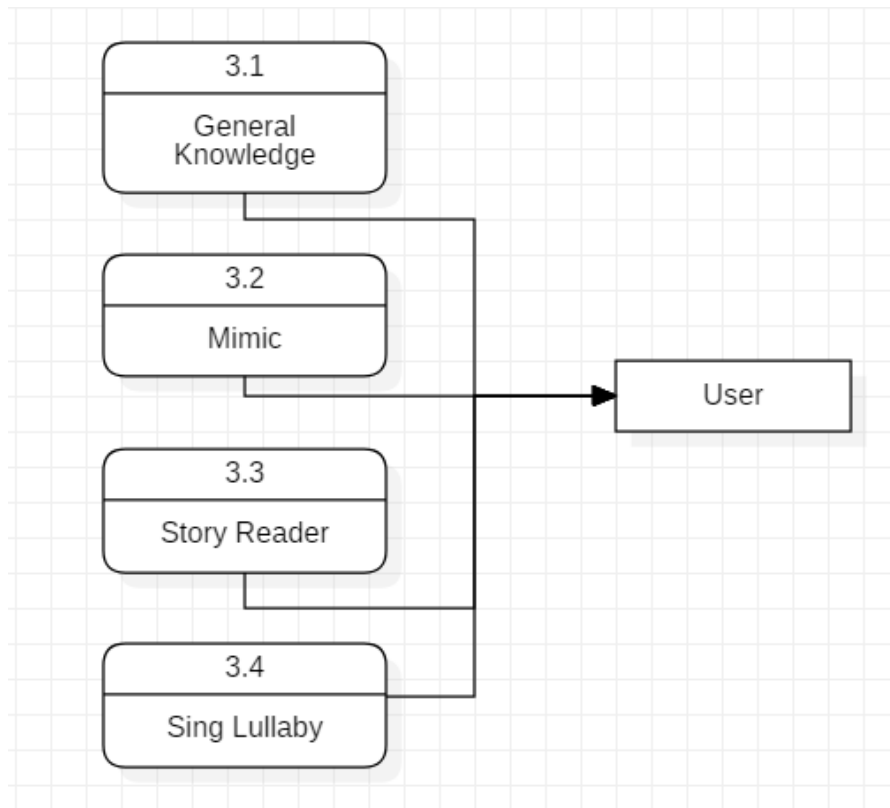 3.1
General
Knowledge
3.2
Mimic
3.3
Story Reader
3.4
Sing Lullaby
User